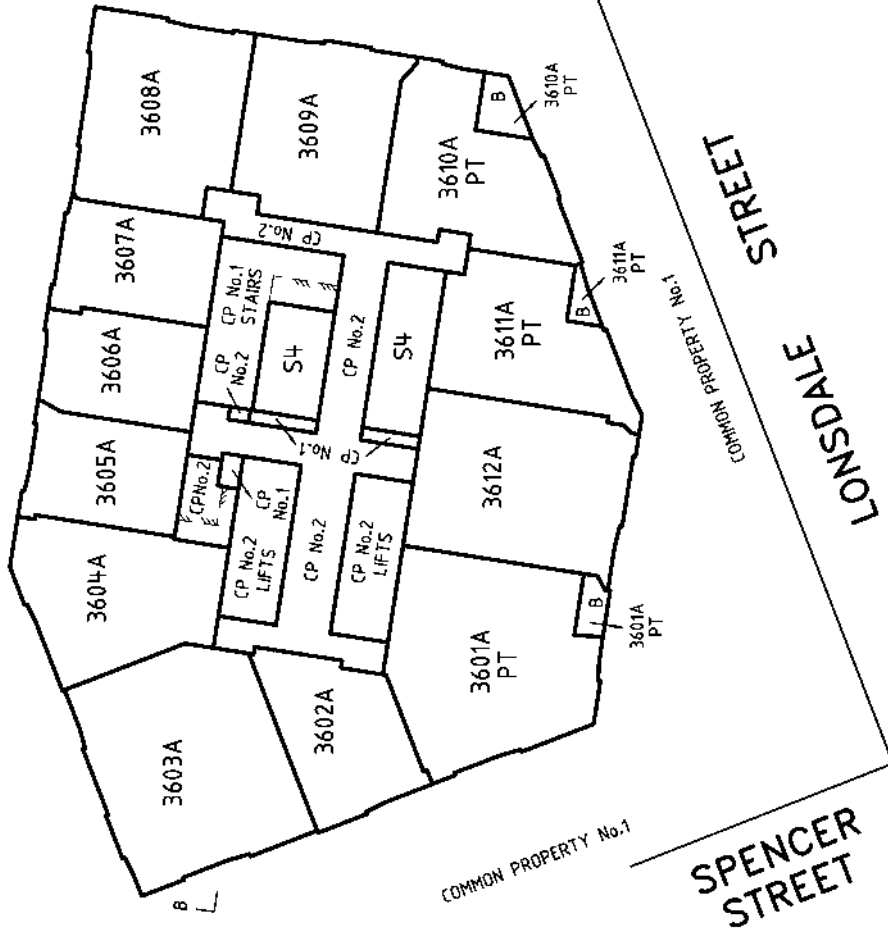 3608A
3609A
B
3610A
PT
3610A
PT
3607A
CP No.2
3606A
CP No.1
STAIRS
CP
No.2
S4
CP No.2
S4
3611A
PT
B
3611A
PT
3605A
CP No.2
CP
No.1
CP No.1
3612A
3604A
CP No.2
LIFTS
CP No.2
CP No.2
LIFTS
3601A
PT
B
3601A
PT
3603A
3602A
B
COMMON PROPERTY No.1
COMMON PROPERTY No.1
LONSDALE STREET
SPENCER
STREET